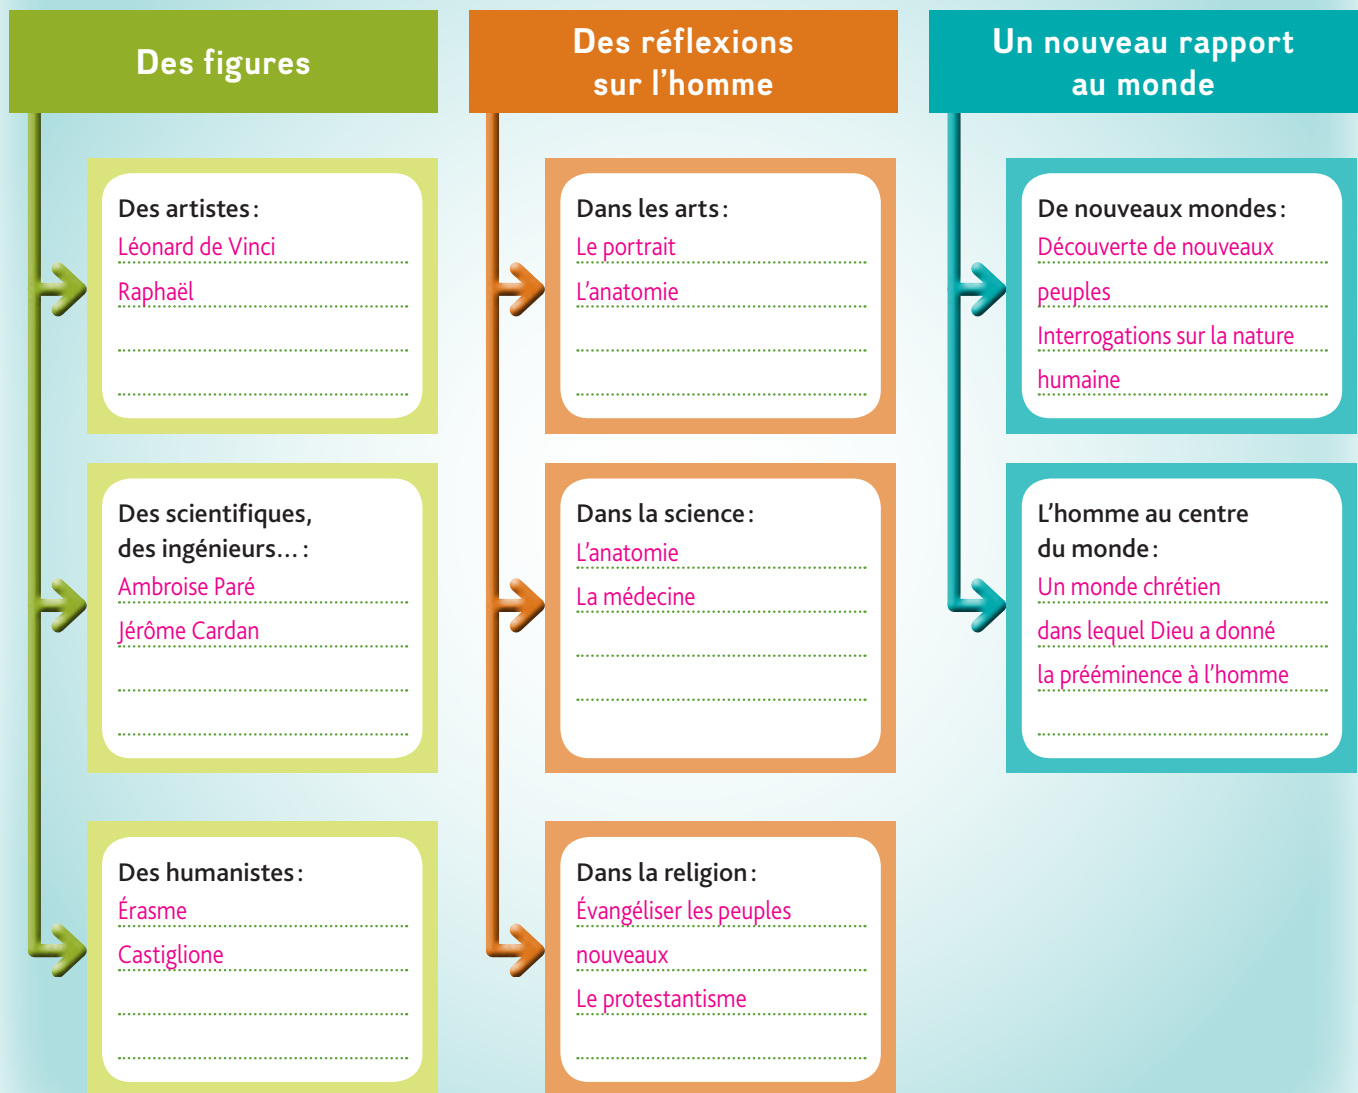 Des figures
Des artistes :
Léonard de Vinci
Raphaël
Des scientifiques,
des ingénieurs... :
Ambroise Paré
Jérôme Cardan
Des humanistes :
Érasme
Castiglione
Des réflexions
sur l'homme
Dans les arts :
Le portrait
L'anatomie
Dans la science :
L'anatomie
La médecine
Dans la religion :
Évangéliser les peuples
nouveaux
Le protestantisme
Un nouveau rapport
au monde
De nouveaux mondes :
Découverte de nouveaux
peuples
Interrogations sur la nature
humaine
L'homme au centre
du monde :
Un monde chrétien
dans lequel Dieu a donné
la prééminence à l'homme